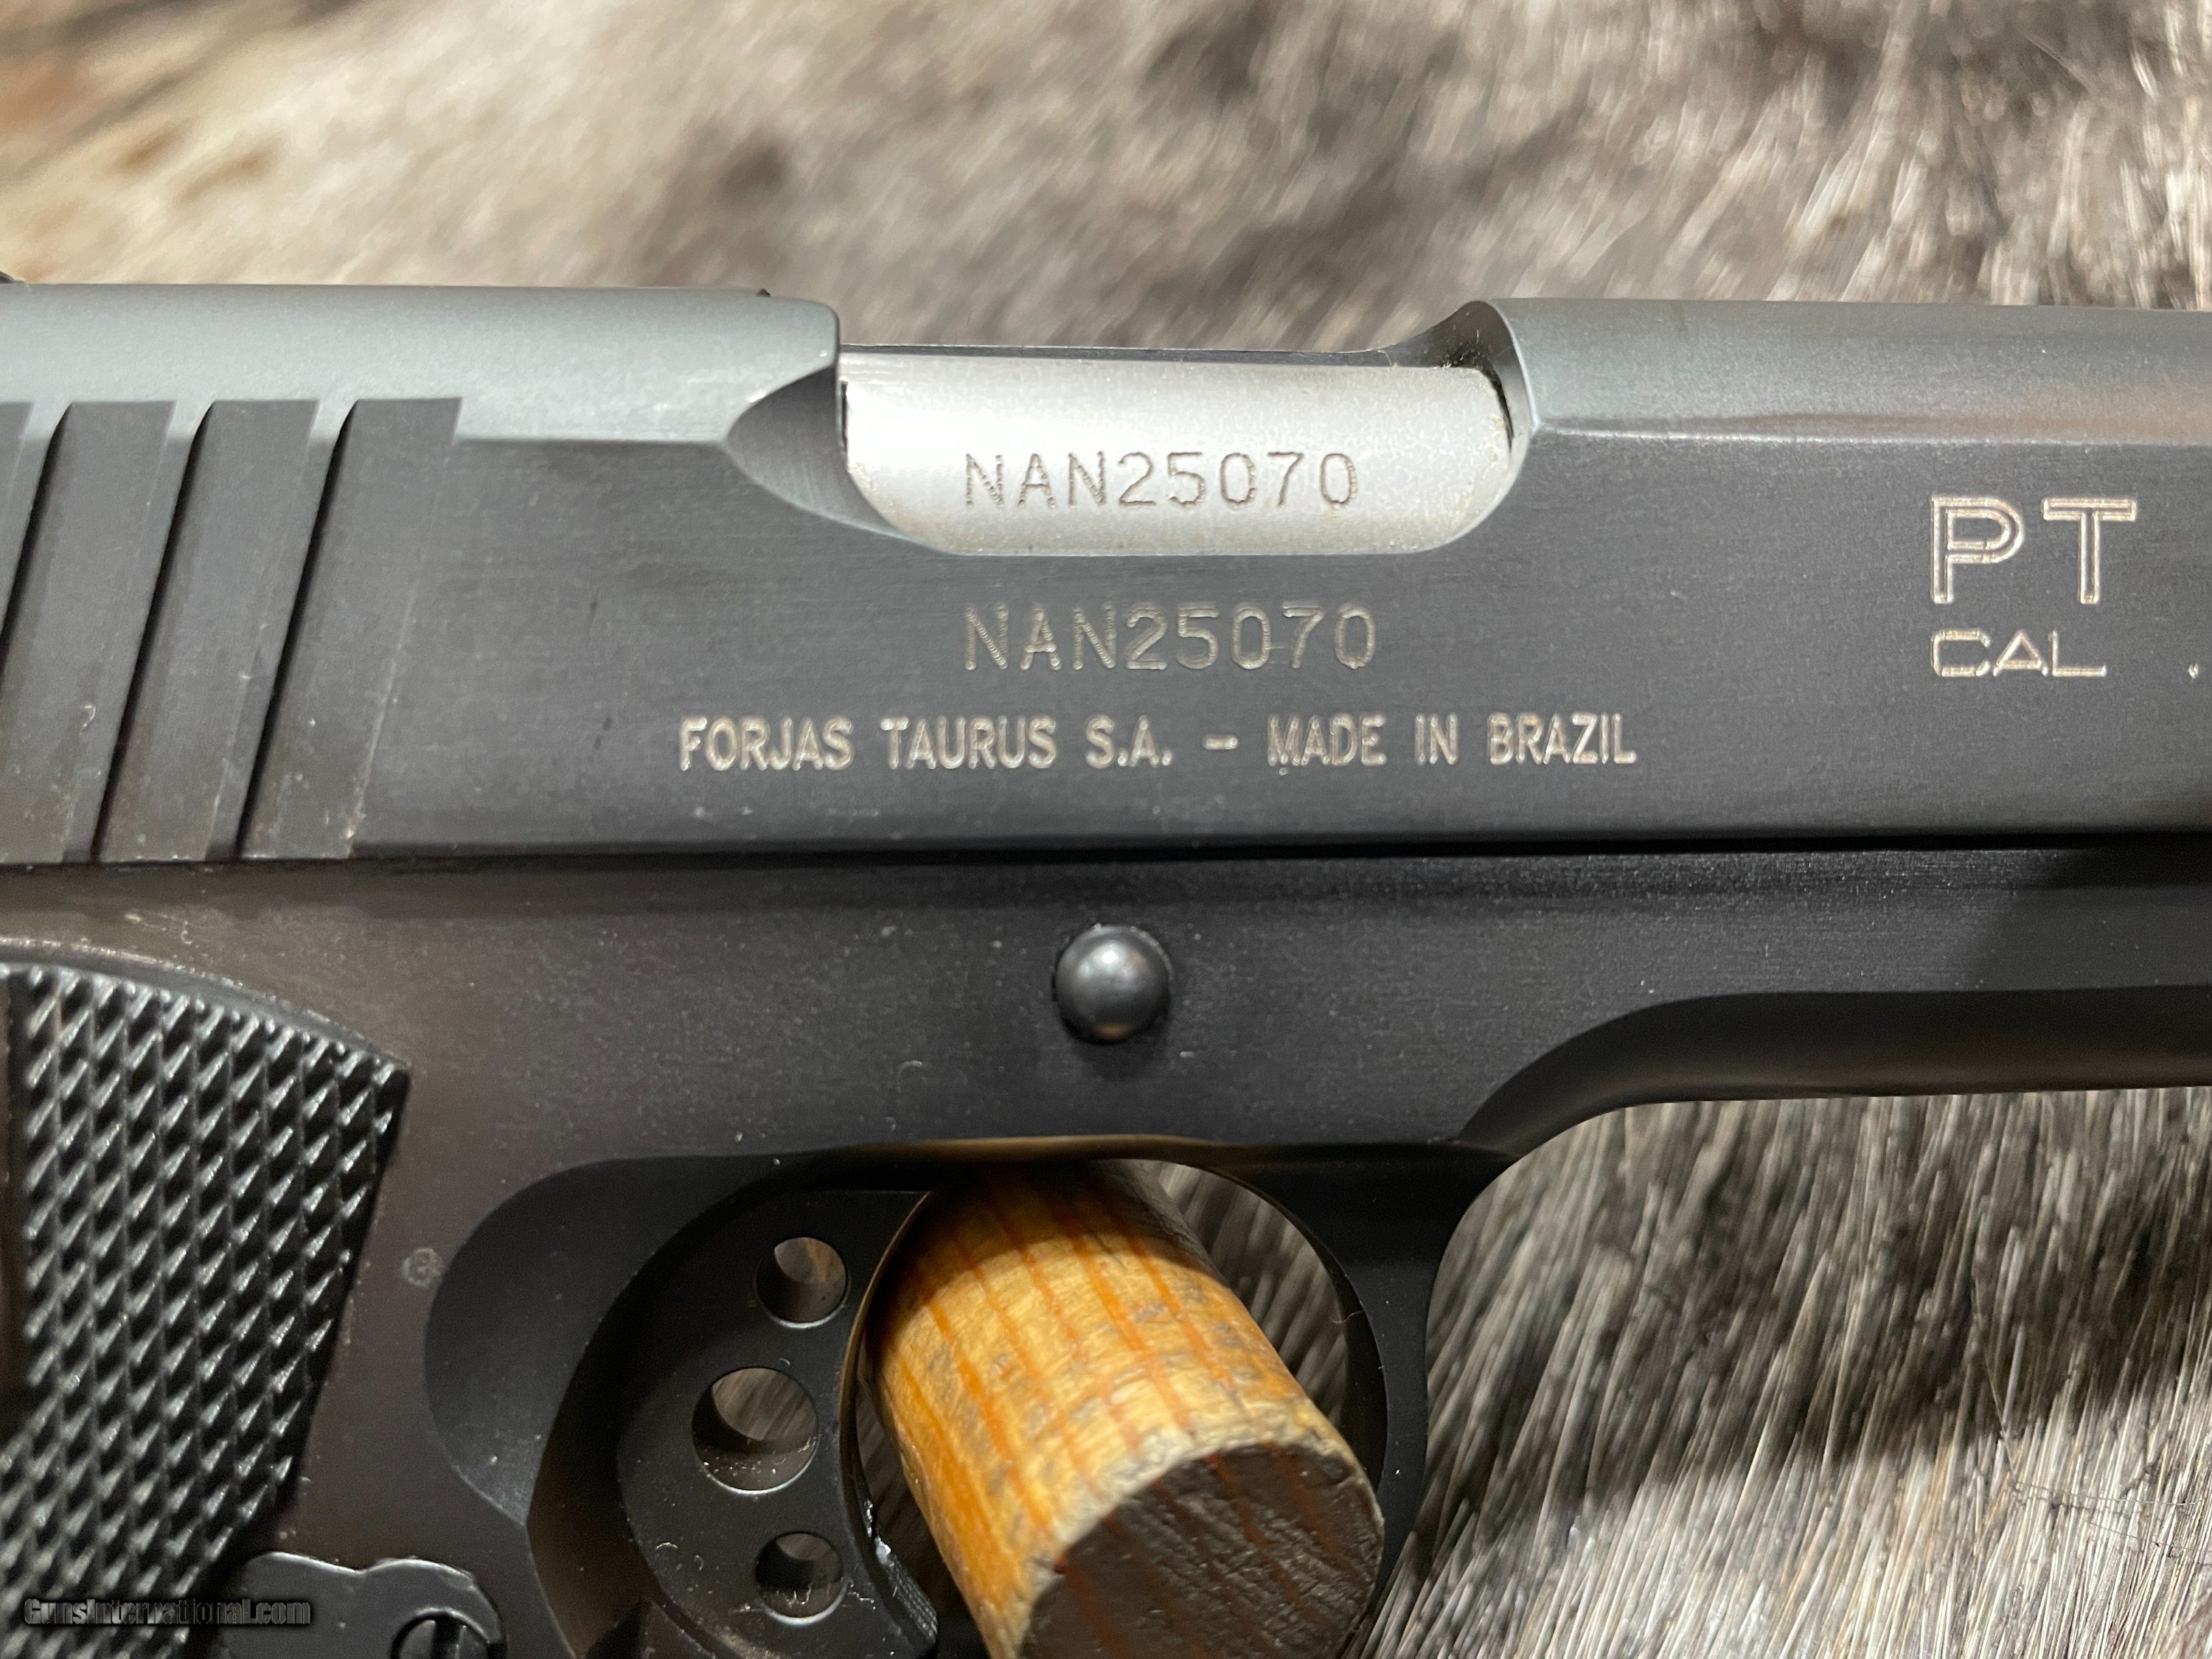 NAN25070
PT
NAN25070
CAL .
FORJAS TAURUS S.A. - MADE IN BRAZIL
GunsInternational.com